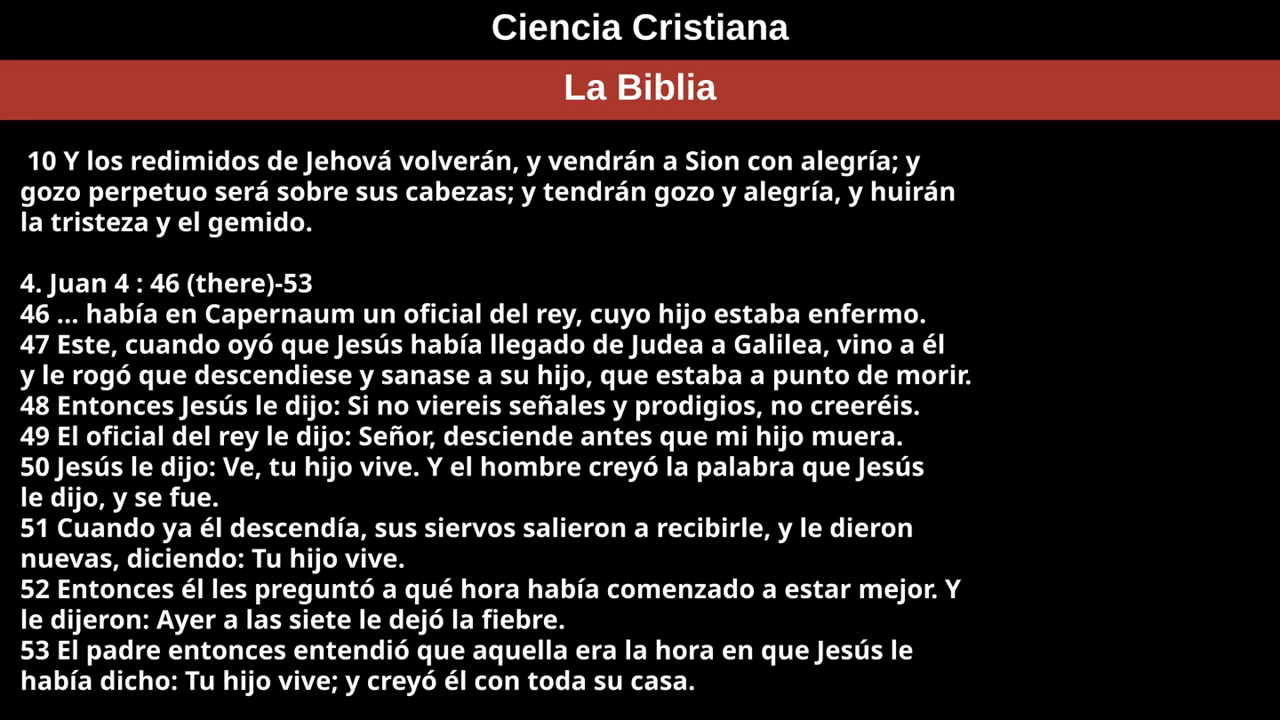 Ciencia Cristiana
La Biblia
10 Y los redimidos de Jehová volverán, y vendrán a Sion con alegría; y
gozo perpetuo será sobre sus cabezas; y tendrán gozo y alegría, y huirán
la tristeza y el gemido.
4. Juan 4 : 46 (there)-53
46 ... había en Capernaum un oficial del rey, cuyo hijo estaba enfermo.
47 Este, cuando oyó que Jesús había llegado de Judea a Galilea, vino a él
y le rogó que descendiese y sanase a su hijo, que estaba a punto de morir.
48 Entonces Jesús le dijo: Si no viereis señales y prodigios, no creeréis.
49 El oficial del rey le dijo: Señor, desciende antes que mi hijo muera.
50 Jesús le dijo: Ve, tu hijo vive. Y el hombre creyó la palabra que Jesús
le dijo, y se fue.
51 Cuando ya él descendía, sus siervos salieron a recibirle, y le dieron
nuevas, diciendo: Tu hijo vive.
52 Entonces él les preguntó a qué hora había comenzado a estar mejor. Y
le dijeron: Ayer a las siete le dejó la fiebre.
53 El padre entonces entendió que aquella era la hora en que Jesús le
había dicho: Tu hijo vive; y creyó él con toda su casa.